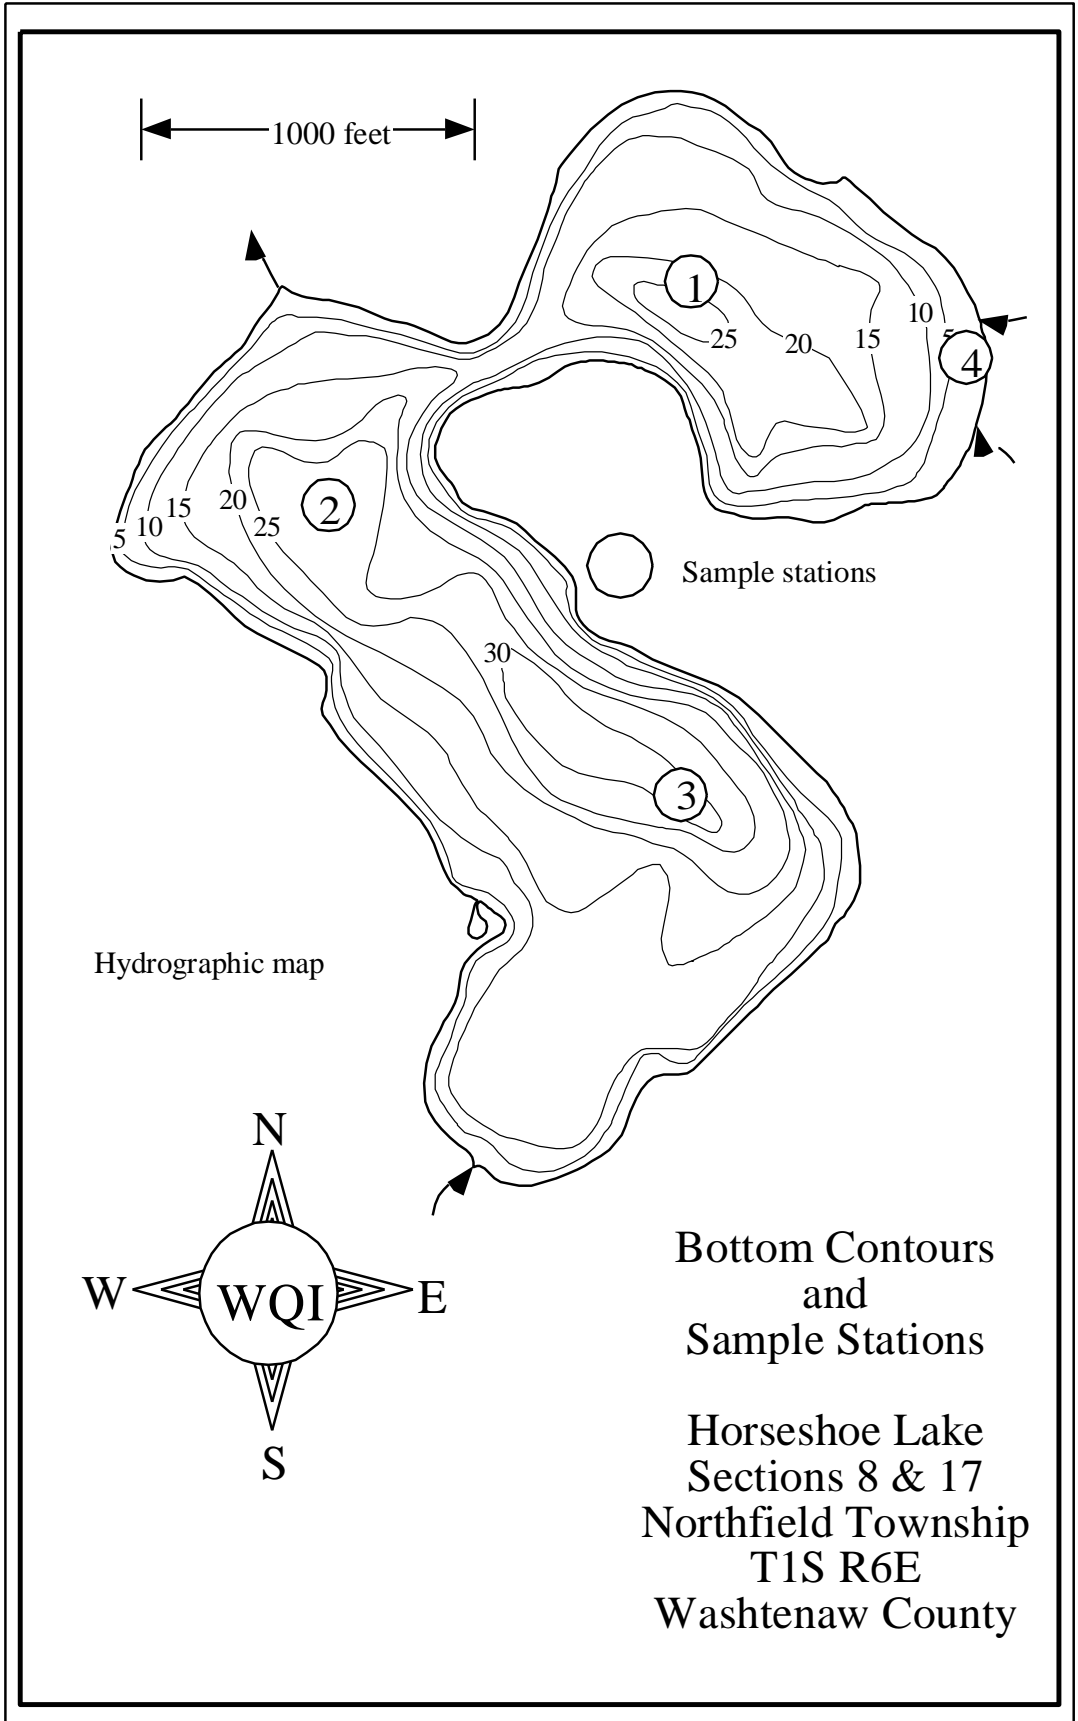 1000 feet
1
25
20
15
10
5
4
20
25
15
10
5
2
Sample stations
30
3
Hydrographic map
N
W
WQI
E
S
Bottom Contours
and
Sample Stations
Horseshoe Lake
Sections 8 & 17
Northfield Township
T1S R6E
Washtenaw County